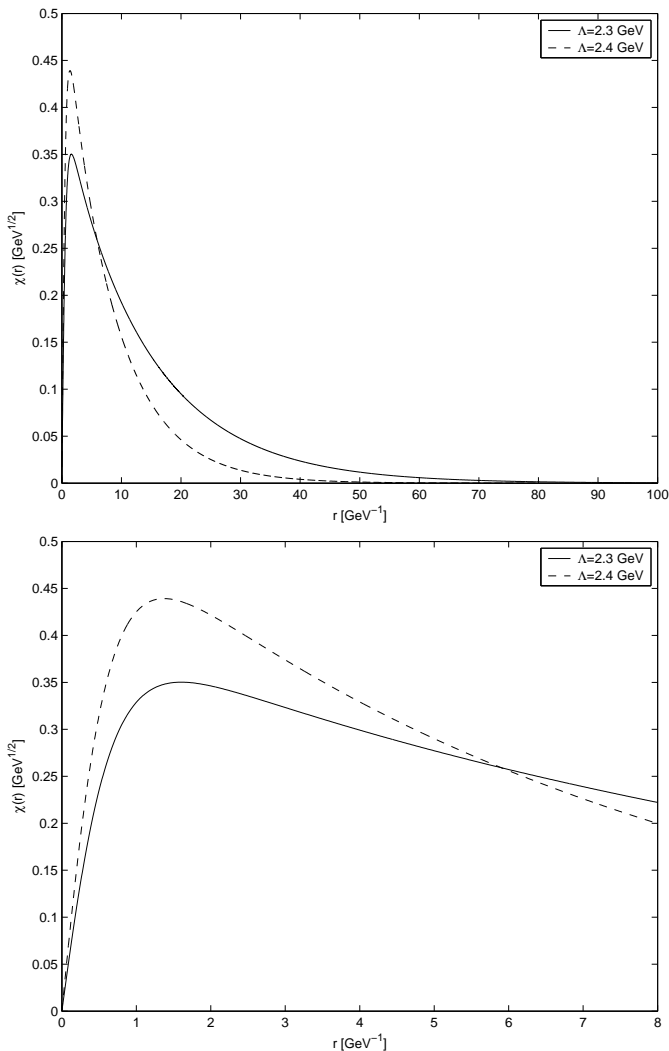 0.5
0.45
0.4
0.35
0.3
0.25
0.2
0.15
0.1
0.05
0
χ(r) [GeV^{1/2}]
Λ=2.3 GeV
Λ=2.4 GeV
0 10 20 30 40 50 60 70 80 90 100
r [GeV^{-1}]
0.5
0.45
0.4
0.35
0.3
0.25
0.2
0.15
0.1
0.05
0
χ(r) [GeV^{1/2}]
Λ=2.3 GeV
Λ=2.4 GeV
0 1 2 3 4 5 6 7 8
r [GeV^{-1}]